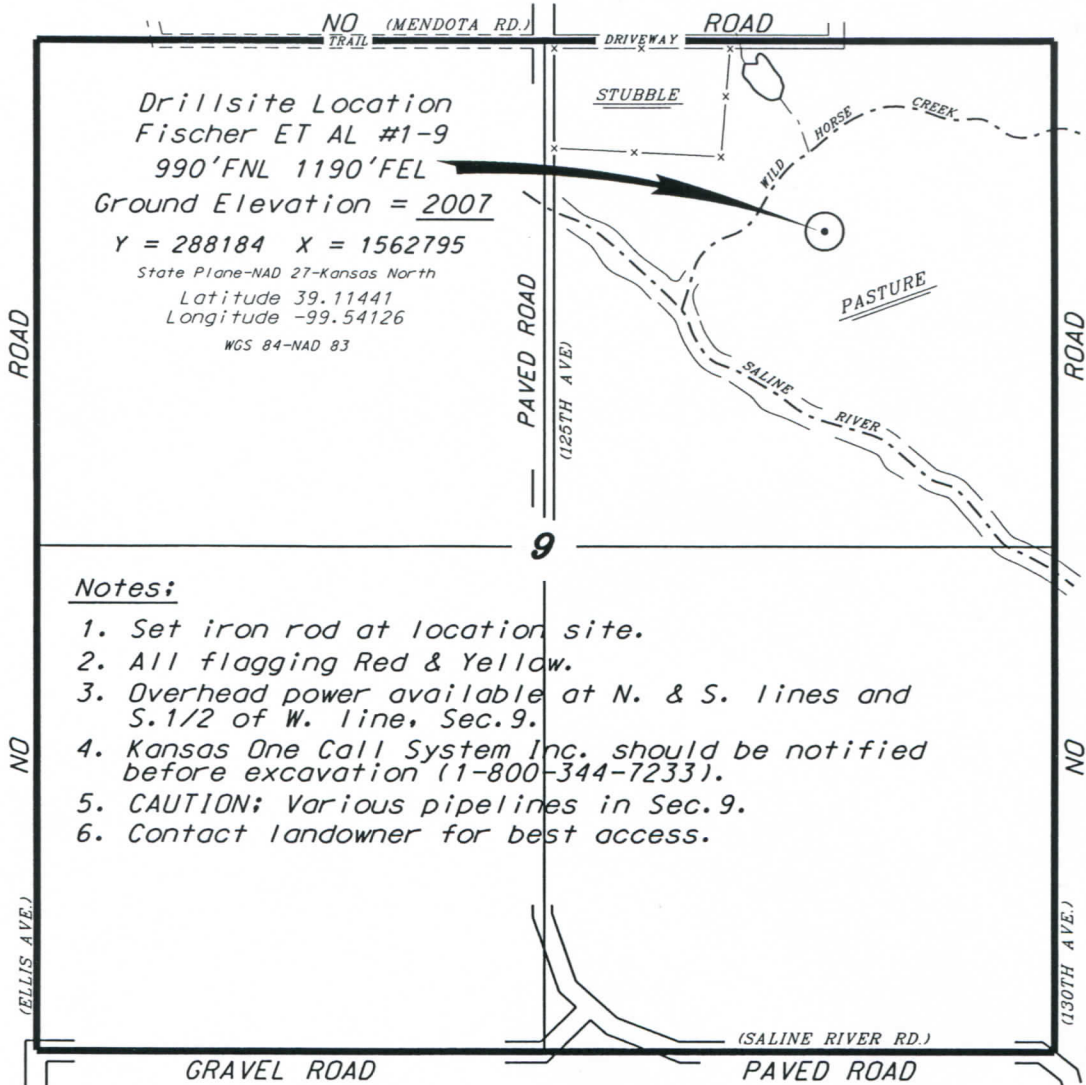 NO (MENDOTA RD.) ROAD
TRAIL
DRIVEWAY
Drillsite Location
Fischer ET AL #1-9
990'FNL 1190'FEL
Ground Elevation = 2007
Y = 288184 X = 1562795
State Plane-NAD 27-Kansas North
Latitude 39.11441
Longitude -99.54126
WGS 84-NAD 83
STUBBLE
WILD HORSE CREEK
PASTURE
SALINE RIVER
PAVED ROAD
(125TH AVE)
ROAD
ROAD
9
Notes:
1. Set iron rod at location site.
2. All flagging Red & Yellow.
3. Overhead power available at N. & S. lines and
S.1/2 of W. line, Sec.9.
4. Kansas One Call System Inc. should be notified
before excavation (1-800-344-7233).
5. CAUTION: Various pipelines in Sec.9.
6. Contact landowner for best access.
NO
NO
(ELLIS AVE.)
(130TH AVE.)
(SALINE RIVER RD.)
GRAVEL ROAD
PAVED ROAD